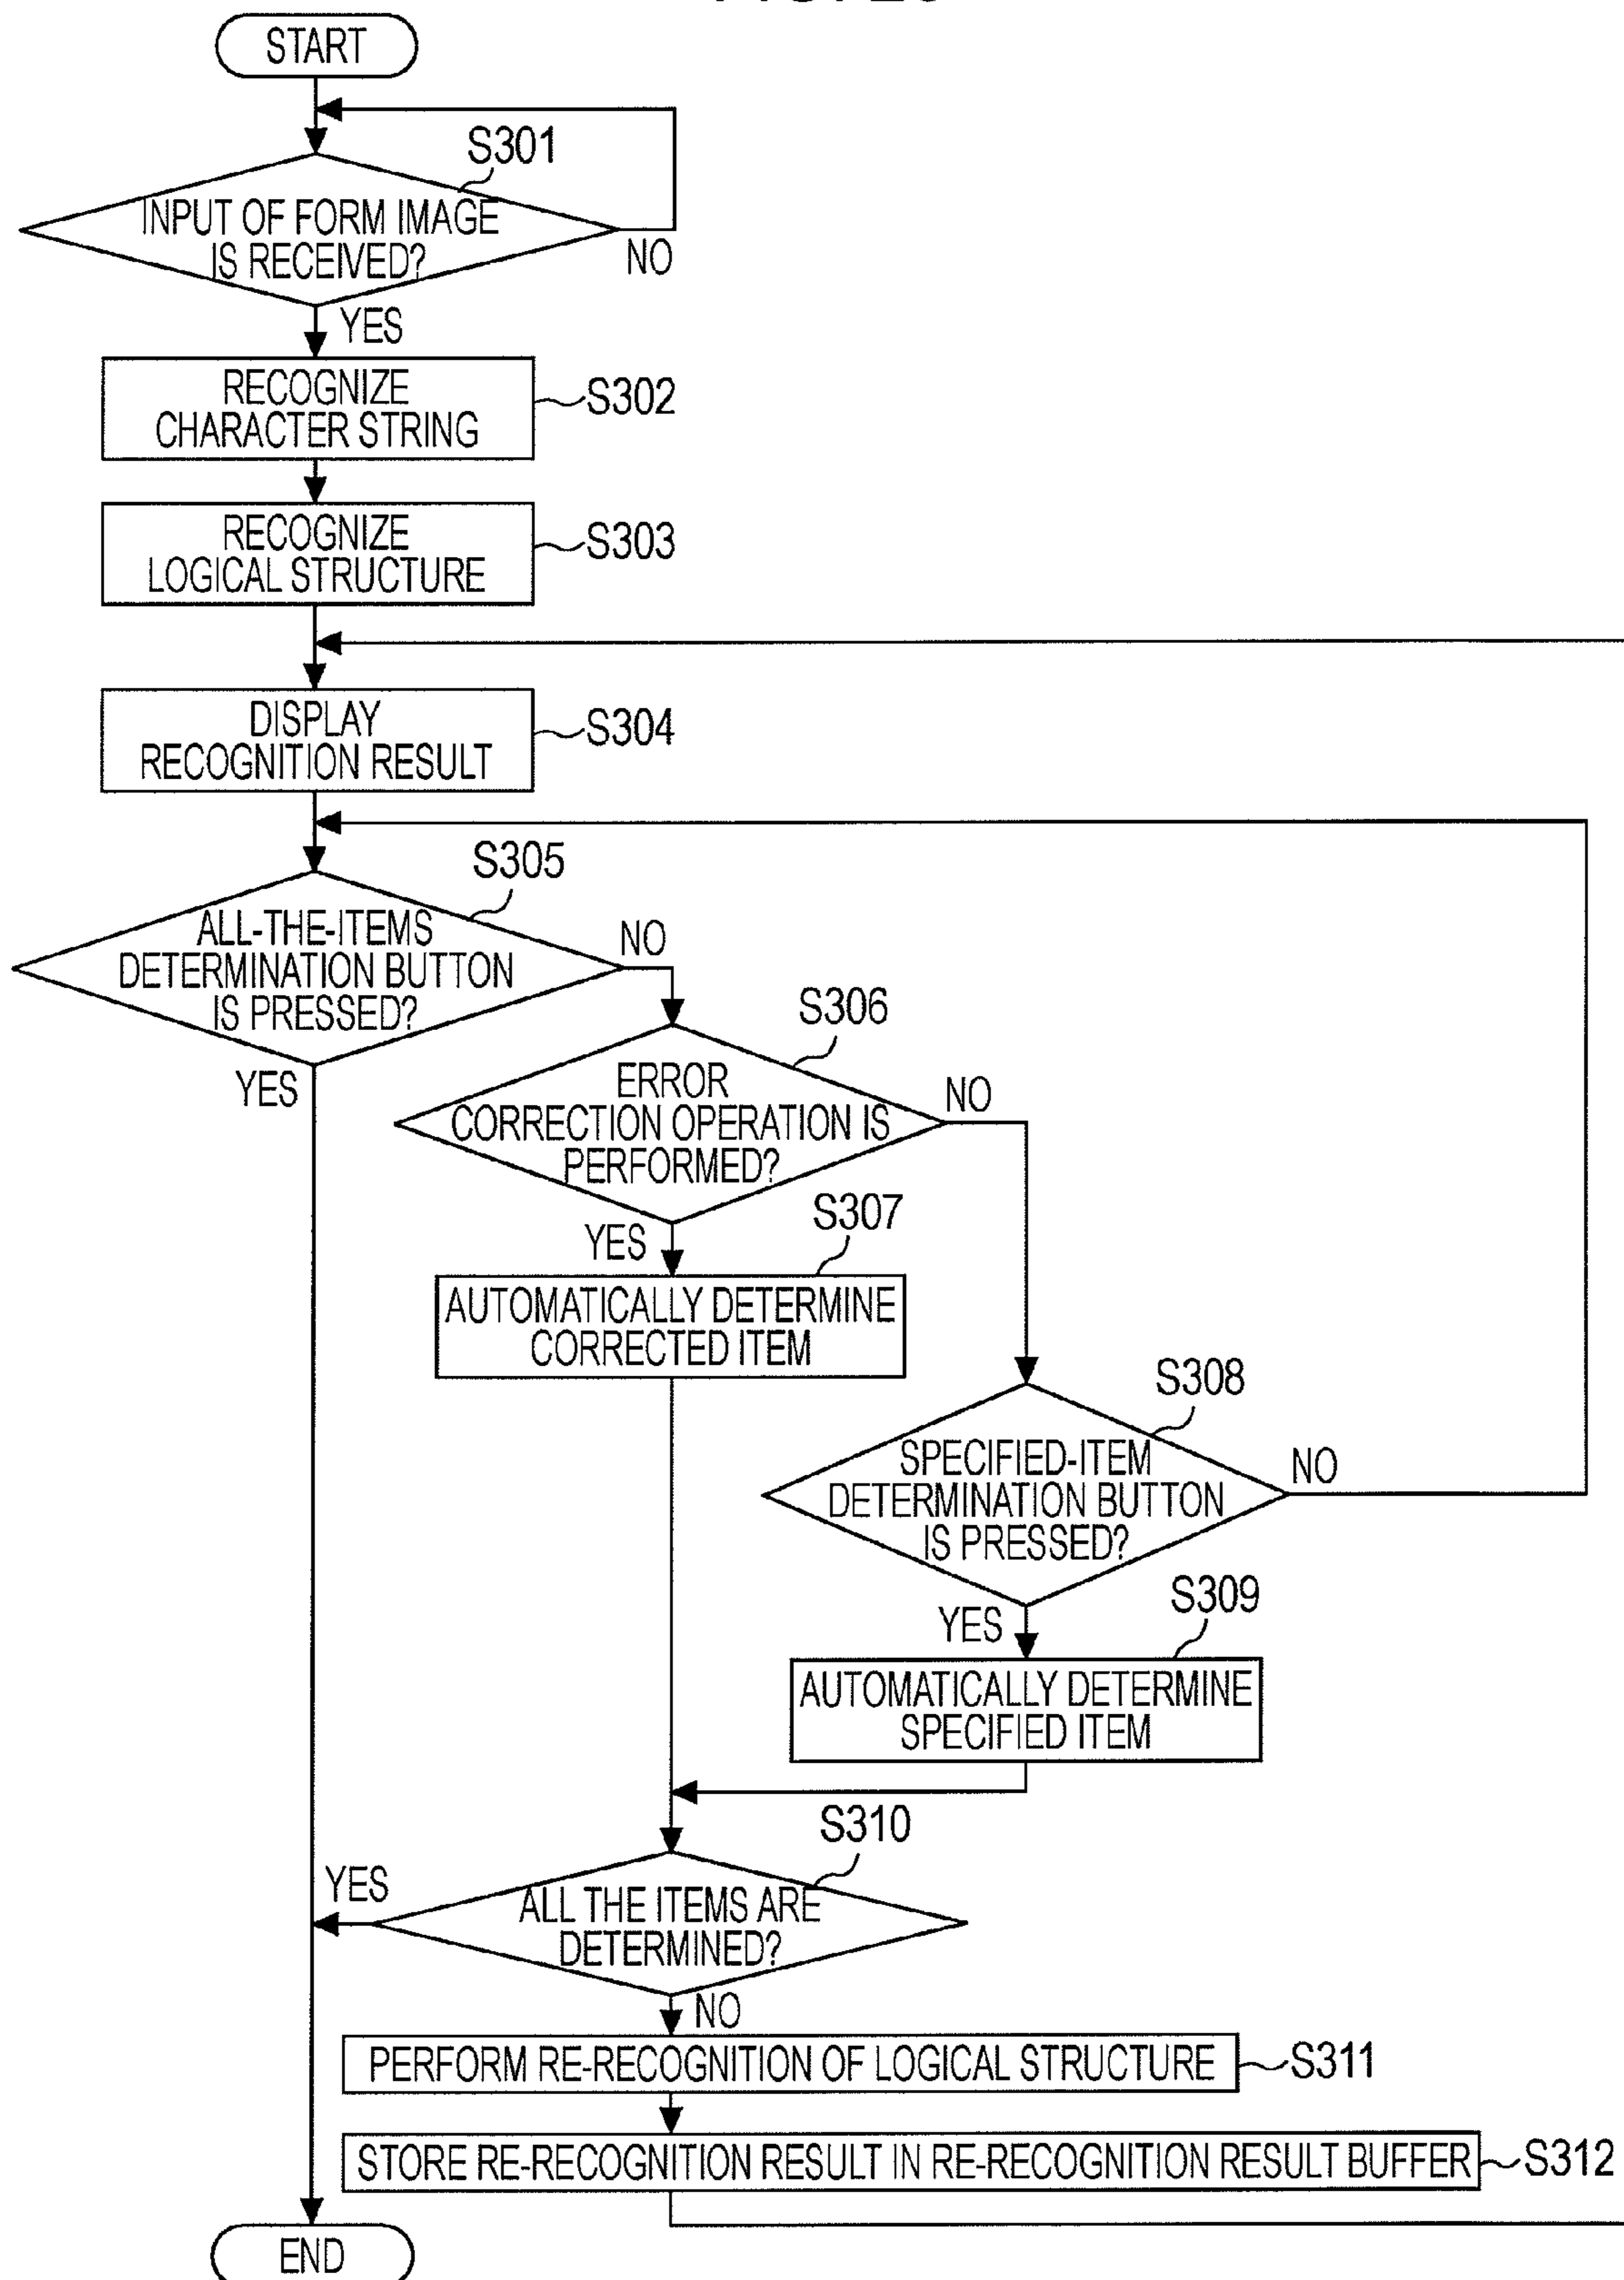 START
S301
INPUT OF FORM IMAGE
IS RECEIVED?
NO
YES
RECOGNIZE
CHARACTER STRING
S302
RECOGNIZE
LOGICAL STRUCTURE
S303
DISPLAY
RECOGNITION RESULT
S304
S305
ALL-THE-ITEMS
DETERMINATION BUTTON
IS PRESSED?
NO
YES
S306
ERROR
CORRECTION OPERATION IS
PERFORMED?
NO
YES
S307
AUTOMATICALLY DETERMINE
CORRECTED ITEM
S308
SPECIFIED-ITEM
DETERMINATION BUTTON
IS PRESSED?
NO
YES
S309
AUTOMATICALLY DETERMINE
SPECIFIED ITEM
S310
YES
ALL THE ITEMS ARE
DETERMINED?
NO
PERFORM RE-RECOGNITION OF LOGICAL STRUCTURE
S311
STORE RE-RECOGNITION RESULT IN RE-RECOGNITION RESULT BUFFER
S312
END